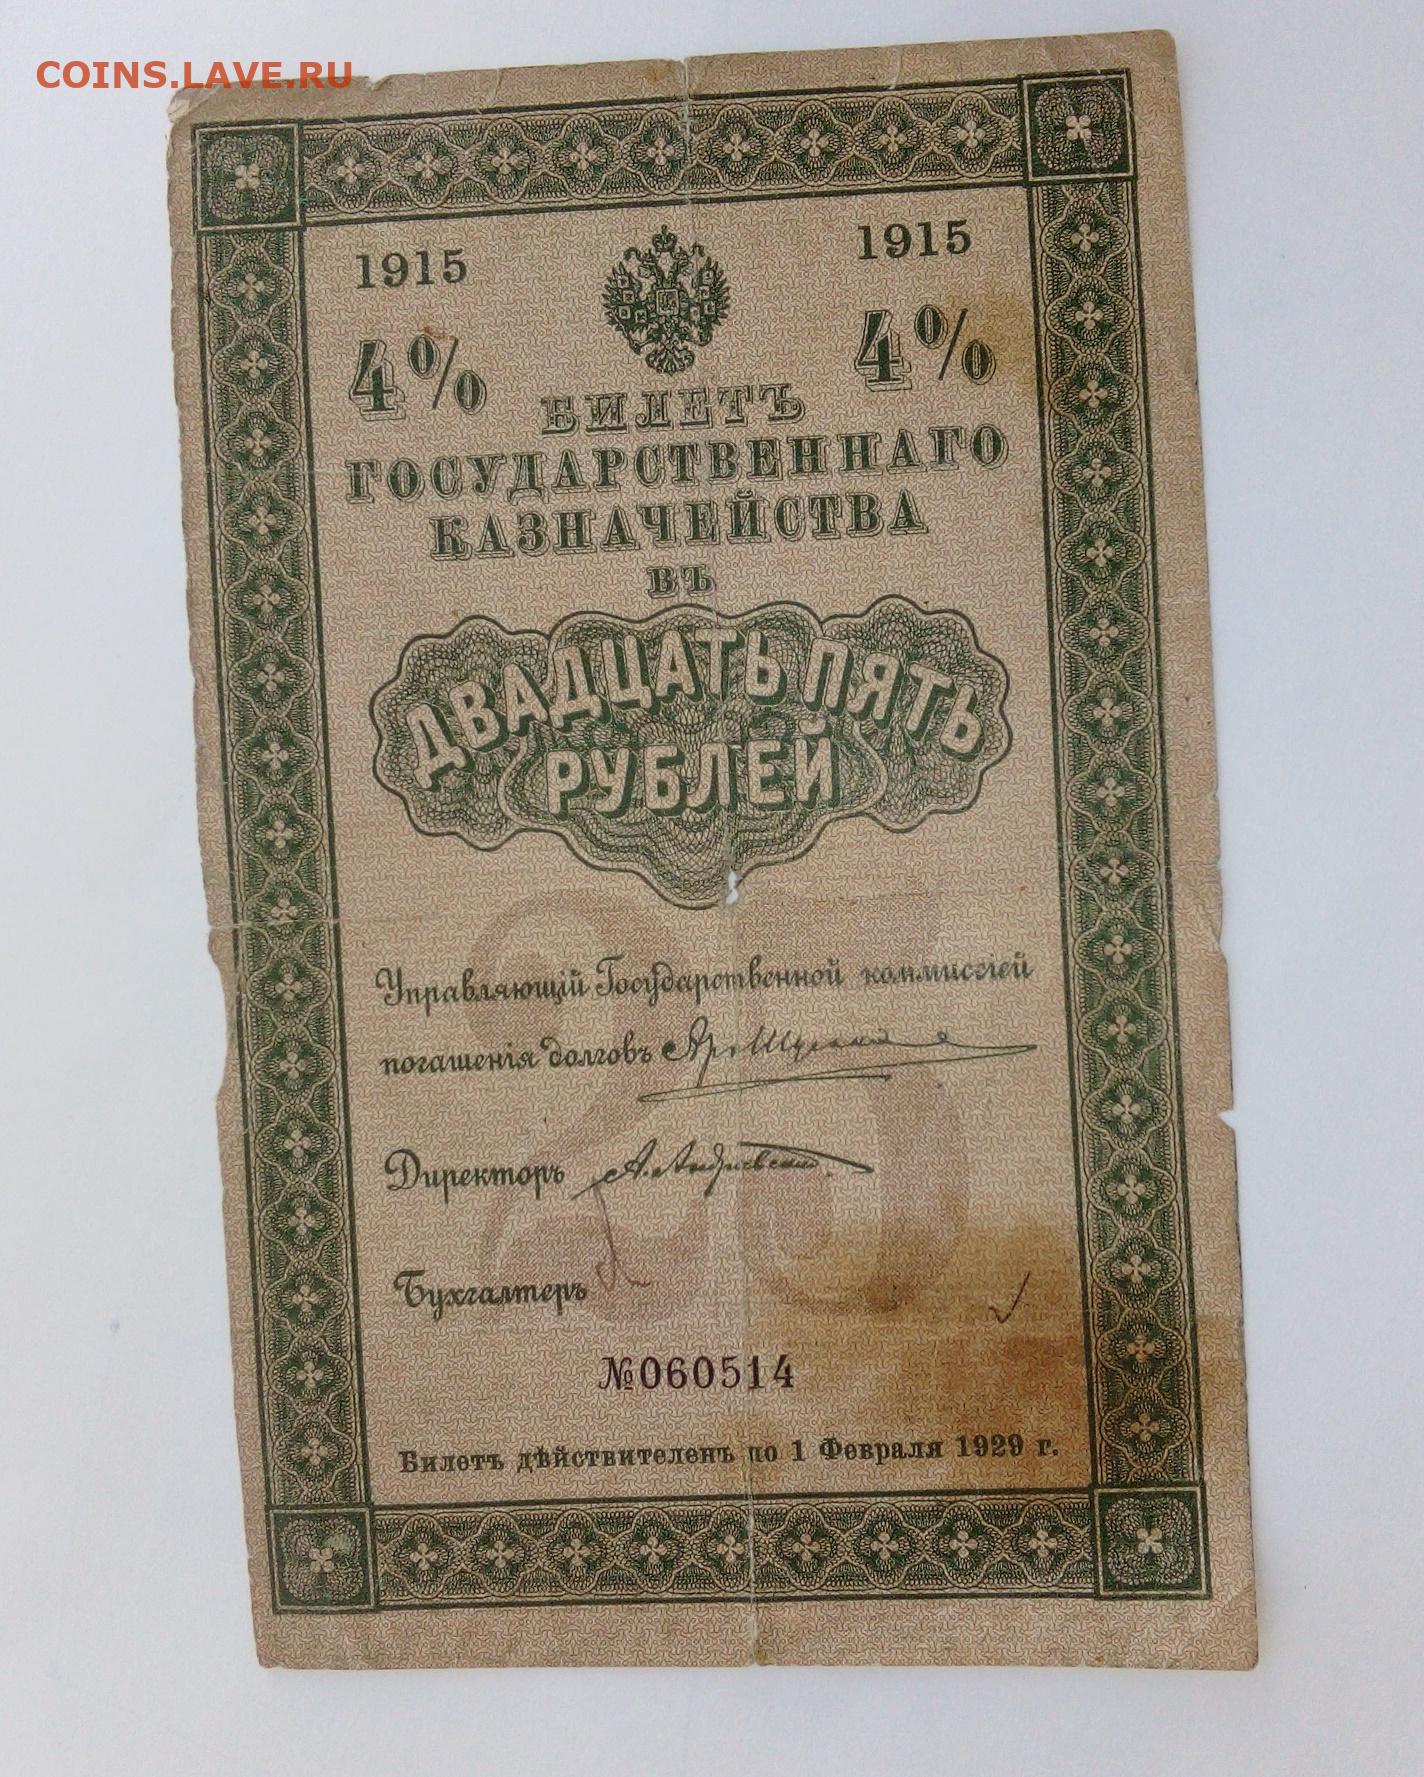 COINS.LAVE.RU
1915 1915
4% 4%
БИЛЕТЪ
ГОСУДАРСТВЕННАГО
КАЗНАЧЕЙСТВА
ВЪ
ДВАДЦАТЬ ПЯТЬ
РУБЛЕЙ
25
Управляющій Государственной коммиссіей
погашенія долговъ
Директоръ
Бухгалтеръ
№060514
Билетъ дѣйствителенъ по 1 Февраля 1929 г.